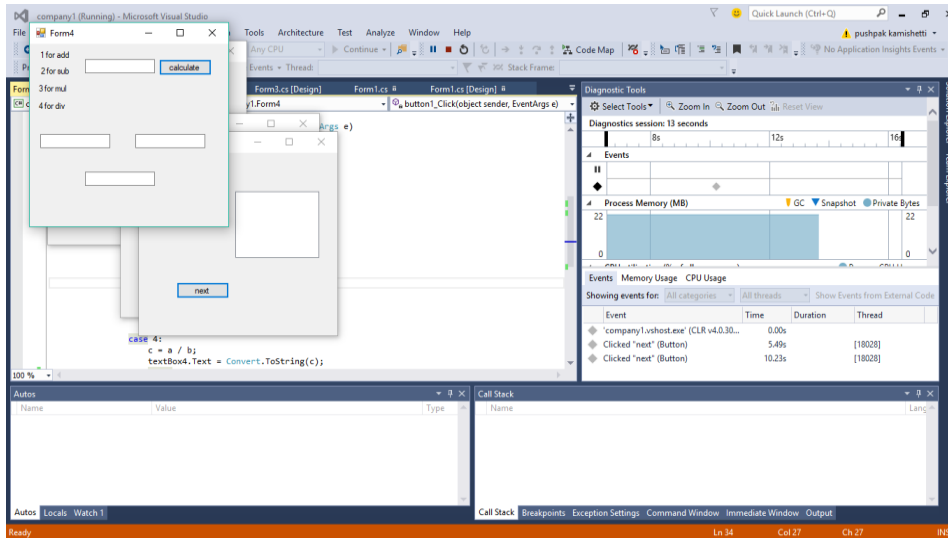 company1 (Running) - Microsoft Visual Studio
Quick Launch (Ctrl+Q)
File
Tools Architecture Test Analyze Window Help
pushpak kamishetti
Form4
Any CPU
Continue
Code Map
No Application Insights Events
Events
Thread:
Stack Frame:
1 for add
2 for sub
3 for mul
4 for div
calculate
Form3.cs [Design] Form1.cs Form1.cs [Design]
y1.Form4
button1_Click(object sender, EventArgs e)
Args e)
next
case 4:
c = a / b;
textBox4.Text = Convert.ToString(c);
100 %
Diagnostic Tools
Select Tools Zoom In Zoom Out Reset View
Diagnostics session: 13 seconds
8s 12s 16s
Events
Process Memory (MB) GC Snapshot Private Bytes
22 22
0 0
Events Memory Usage CPU Usage
Showing events for: All categories All threads Show Events from External Code
Event Time Duration Thread
'company1.vshost.exe' (CLR v4.0.30... 0.00s
Clicked "next" (Button) 5.49s [18028]
Clicked "next" (Button) 10.23s [18028]
Autos
Name Value Type
Autos Locals Watch 1
Call Stack
Name Lang
Call Stack Breakpoints Exception Settings Command Window Immediate Window Output
Ready
Ln 34 Col 27 Ch 27 INS